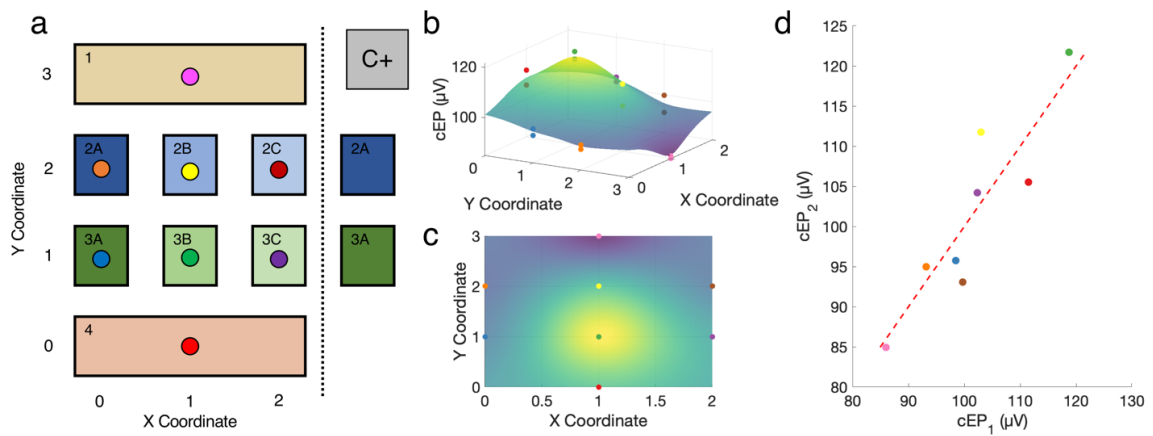 a
3
1
C+
2
2A
2B
2C
2A
1
3A
3B
3C
3A
0
4
0
1
2
X Coordinate
Y Coordinate
b
120
100
cEP (µV)
0
1
2
3
Y Coordinate
0
1
2
X Coordinate
c
3
2
1
0
Y Coordinate
0
0.5
1
1.5
2
X Coordinate
d
125
120
115
110
105
100
95
90
85
80
cEP2 (µV)
80
90
100
110
120
130
cEP1 (µV)